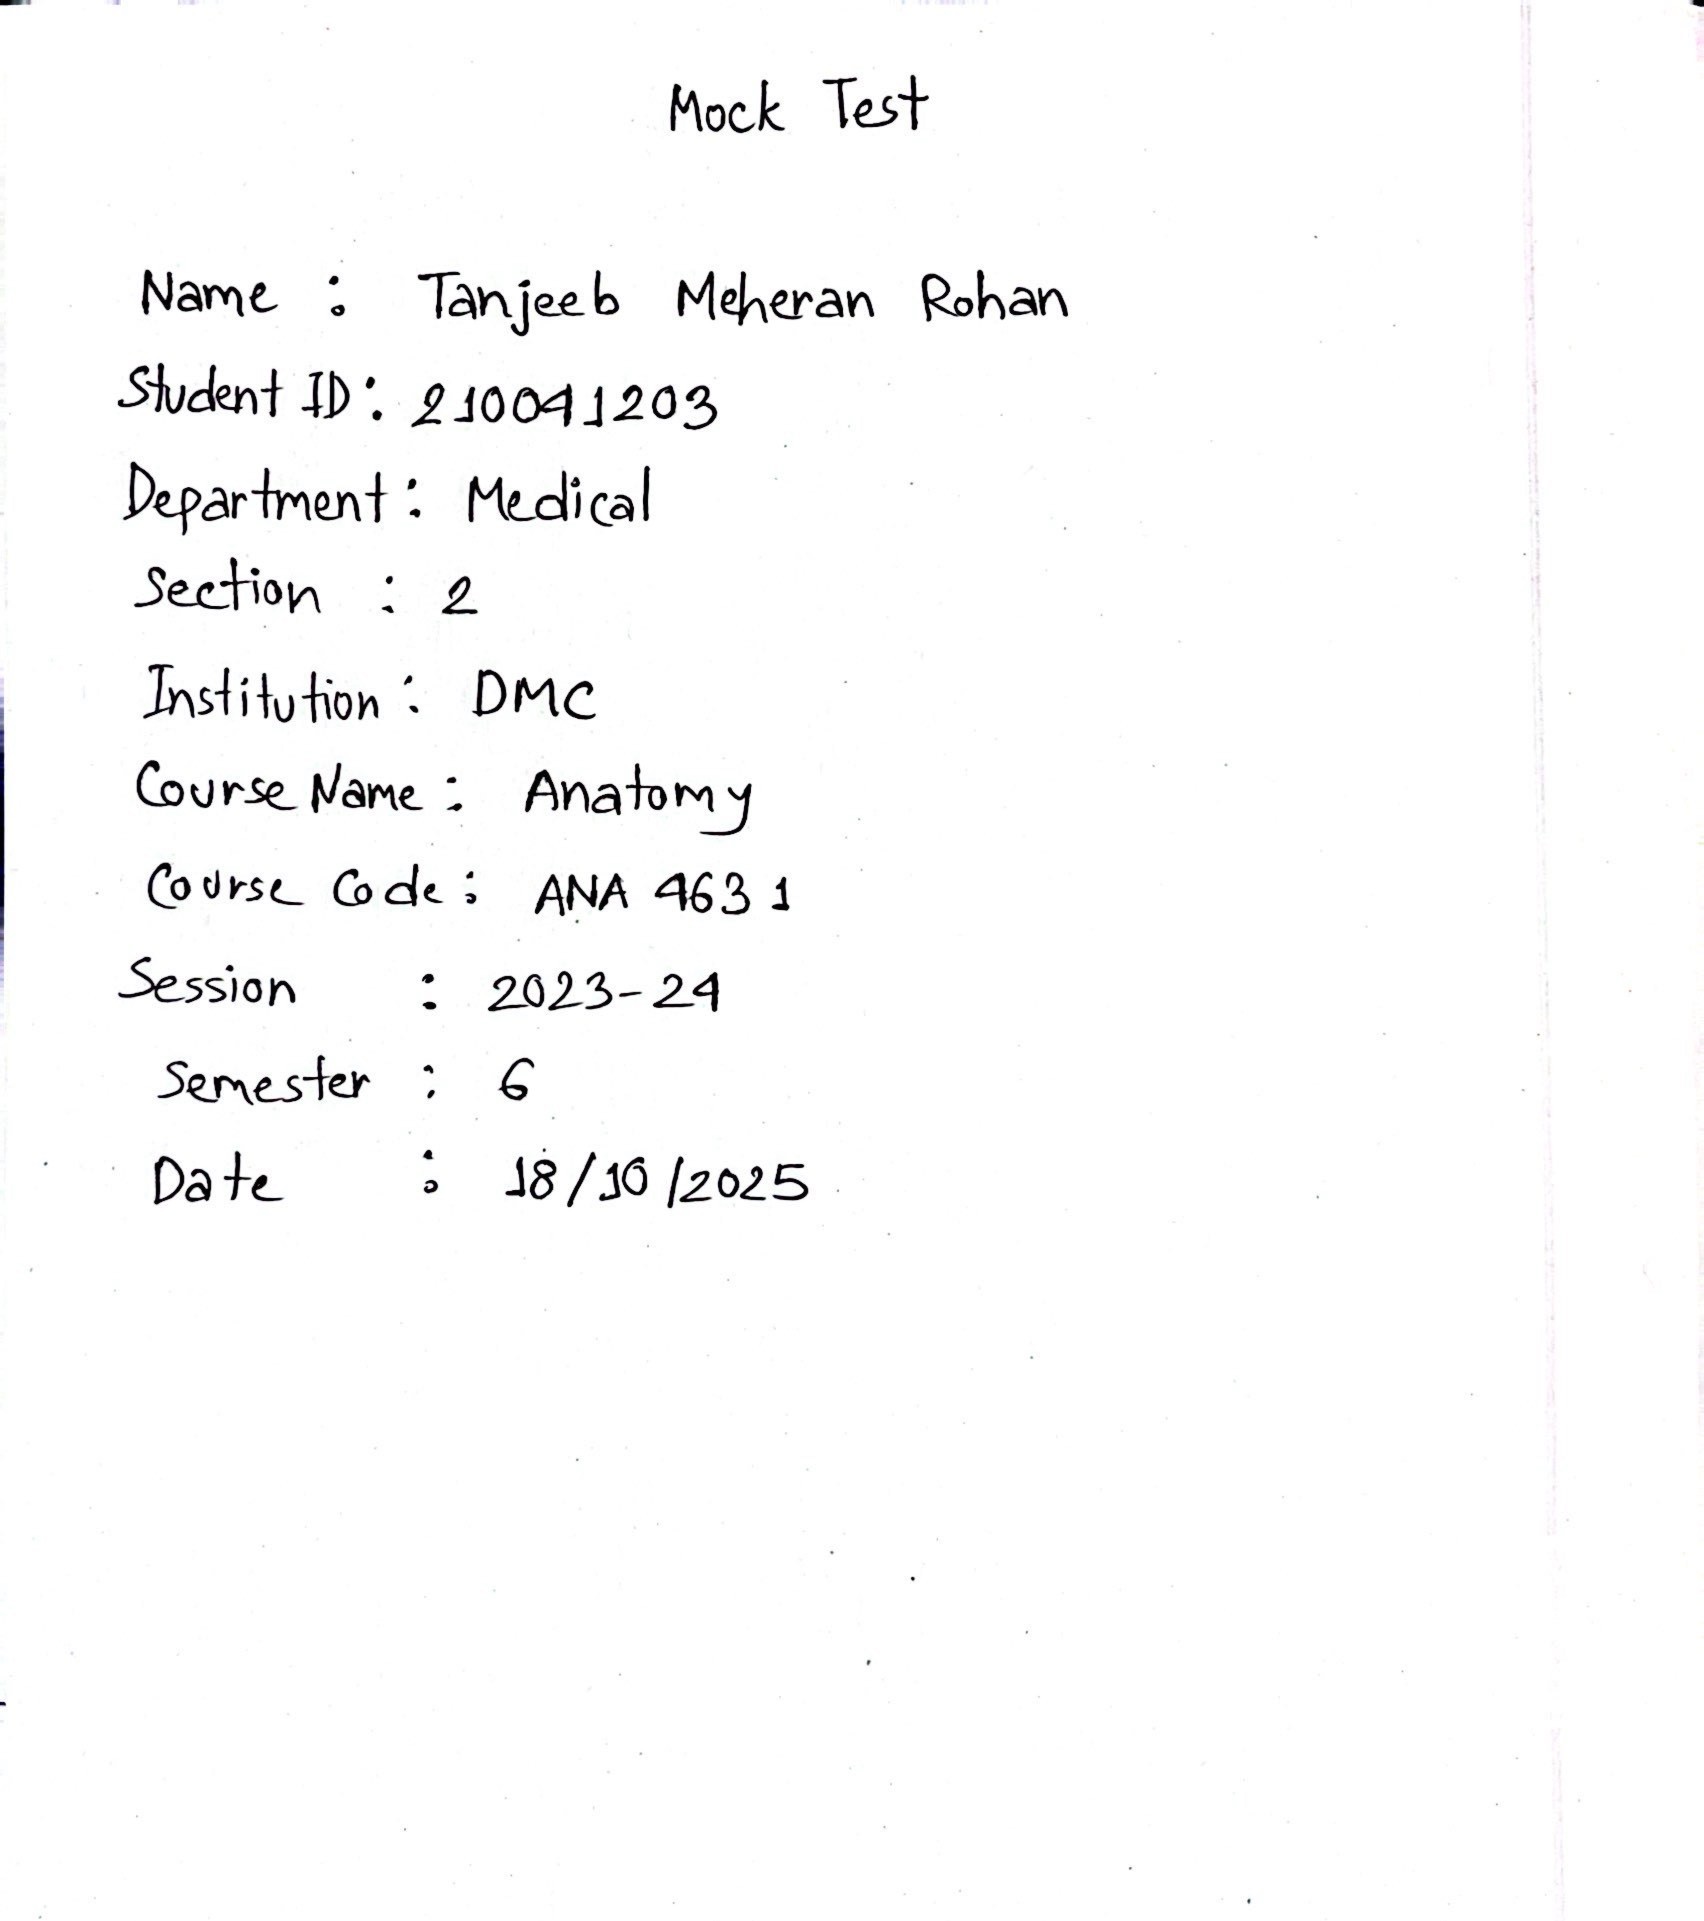 Mock Test
Name : Tanjeeb Meheran Rohan
Student ID : 210041203
Department : Medical
Section : 2
Institution : DMC
Course Name : Anatomy
Course Code : ANA 4631
Session : 2023-24
Semester : 6
Date : 18/10/2025